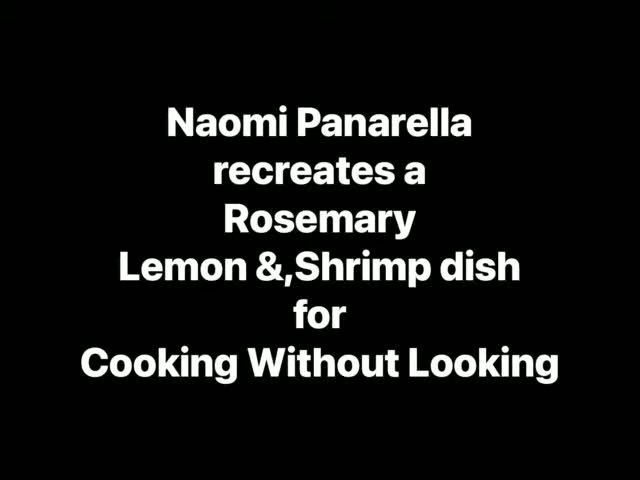 Naomi Panarella
recreates a
Rosemary
Lemon &,Shrimp dish
for
Cooking Without Looking